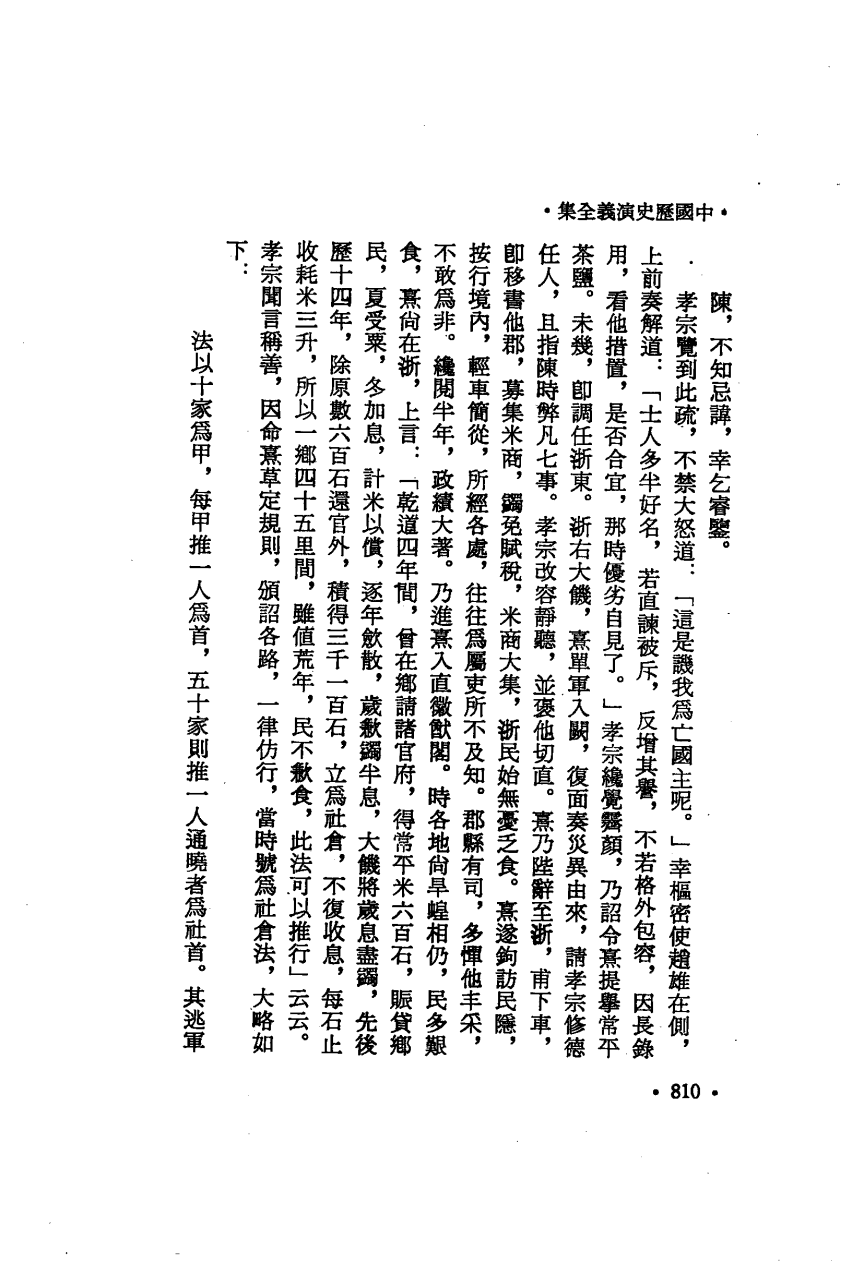 •中國歷史演義全集•
陳，不知忌諱，幸乞睿鑒。
孝宗覽到此疏，不禁大怒道：「這是譏我爲亡國主呢。」幸樞密使趙雄在側，
上前奏解道：「士人多半好名，若直諫被斥，反增其譽，不若格外包容，因長錄
用，看他措置，是否合宜，那時優劣自見了。」孝宗纔覺霽顏，乃詔令熹提舉常平
茶鹽。未幾，卽調任浙東。浙右大饑，熹單軍入闕，復面奏災異由來，請孝宗修德
任人，且指陳時弊凡七事。孝宗改容靜聽，並褒他切直。熹乃陛辭至浙，甫下車，
卽移書他郡，募集米商，蠲免賦稅，米商大集，浙民始無憂乏食。熹遂鉤訪民隱，
按行境內，輕車簡從，所經各處，往往爲屬吏所不及知。郡縣有司，多憚他丰采，
不敢爲非。纔閱半年，政績大著。乃進熹入直徽猷閣。時各地尙旱蝗相仍，民多艱
食，熹尙在浙，上言：「乾道四年間，曾在鄉請諸官府，得常平米六百石，賑貸鄉
民，夏受粟，冬加息，計米以償，逐年斂散，歲歉蠲半息，大饑將歲息盡蠲，先後
歷十四年，除原數六百石還官外，積得三千一百石，立爲社倉，不復收息，每石止
收耗米三升，所以一鄉四十五里間，雖值荒年，民不歉食，此法可以推行」云云。
孝宗聞言稱善，因命熹草定規則，頒詔各路，一律仿行，當時號爲社倉法，大略如
下：
法以十家爲甲，每甲推一人爲首，五十家則推一人通曉者爲社首。其逃軍
•810•